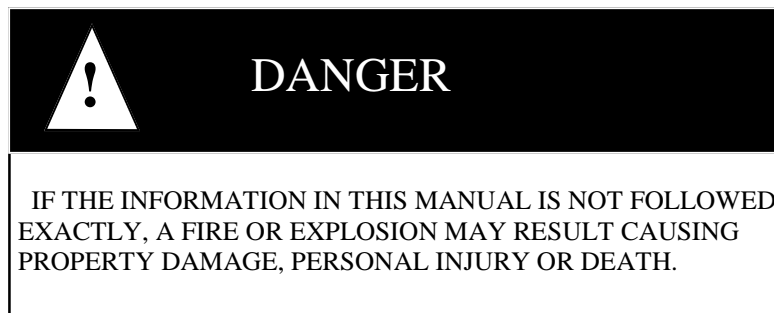 !
DANGER
IF THE INFORMATION IN THIS MANUAL IS NOT FOLLOWED
EXACTLY, A FIRE OR EXPLOSION MAY RESULT CAUSING
PROPERTY DAMAGE, PERSONAL INJURY OR DEATH.